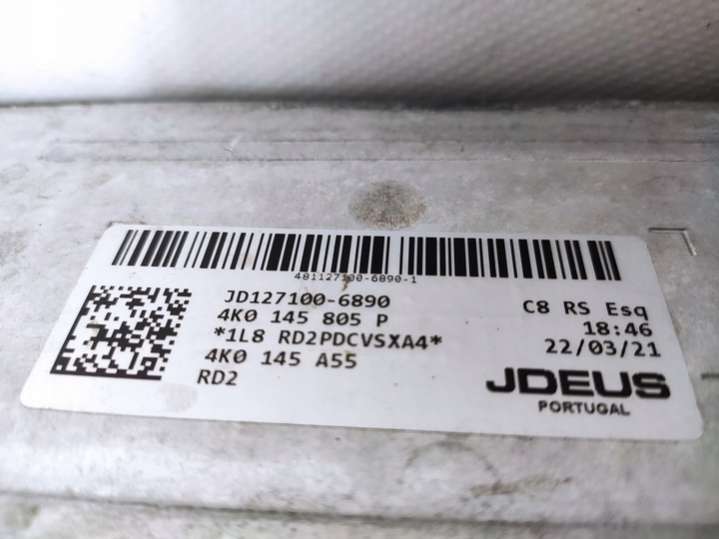 481127100-6890-1
JD127100-6890
4K0 145 805 P
*1L8 RD2PDCVSXA4*
4K0 145 A55
RD2
C8 RS Esq
18:46
22/03/21
JDEUS
PORTUGAL